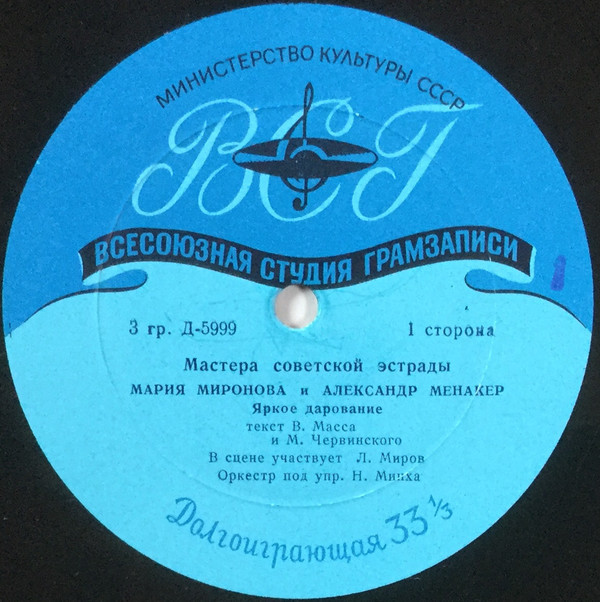 МИНИСТЕРСТВО КУЛЬТУРЫ СССР
ВСГ
ВСЕСОЮЗНАЯ СТУДИЯ ГРАМЗАПИСИ
3 гр. Д-5999 1 сторона
Мастера советской эстрады
МАРИЯ МИРОНОВА и АЛЕКСАНДР МЕНАКЕР
Яркое дарование
текст В. Масса
и М. Червинского
В сцене участвует Л. Миров
Оркестр под упр. Н. Минха
Долгоиграющая 33 1/3